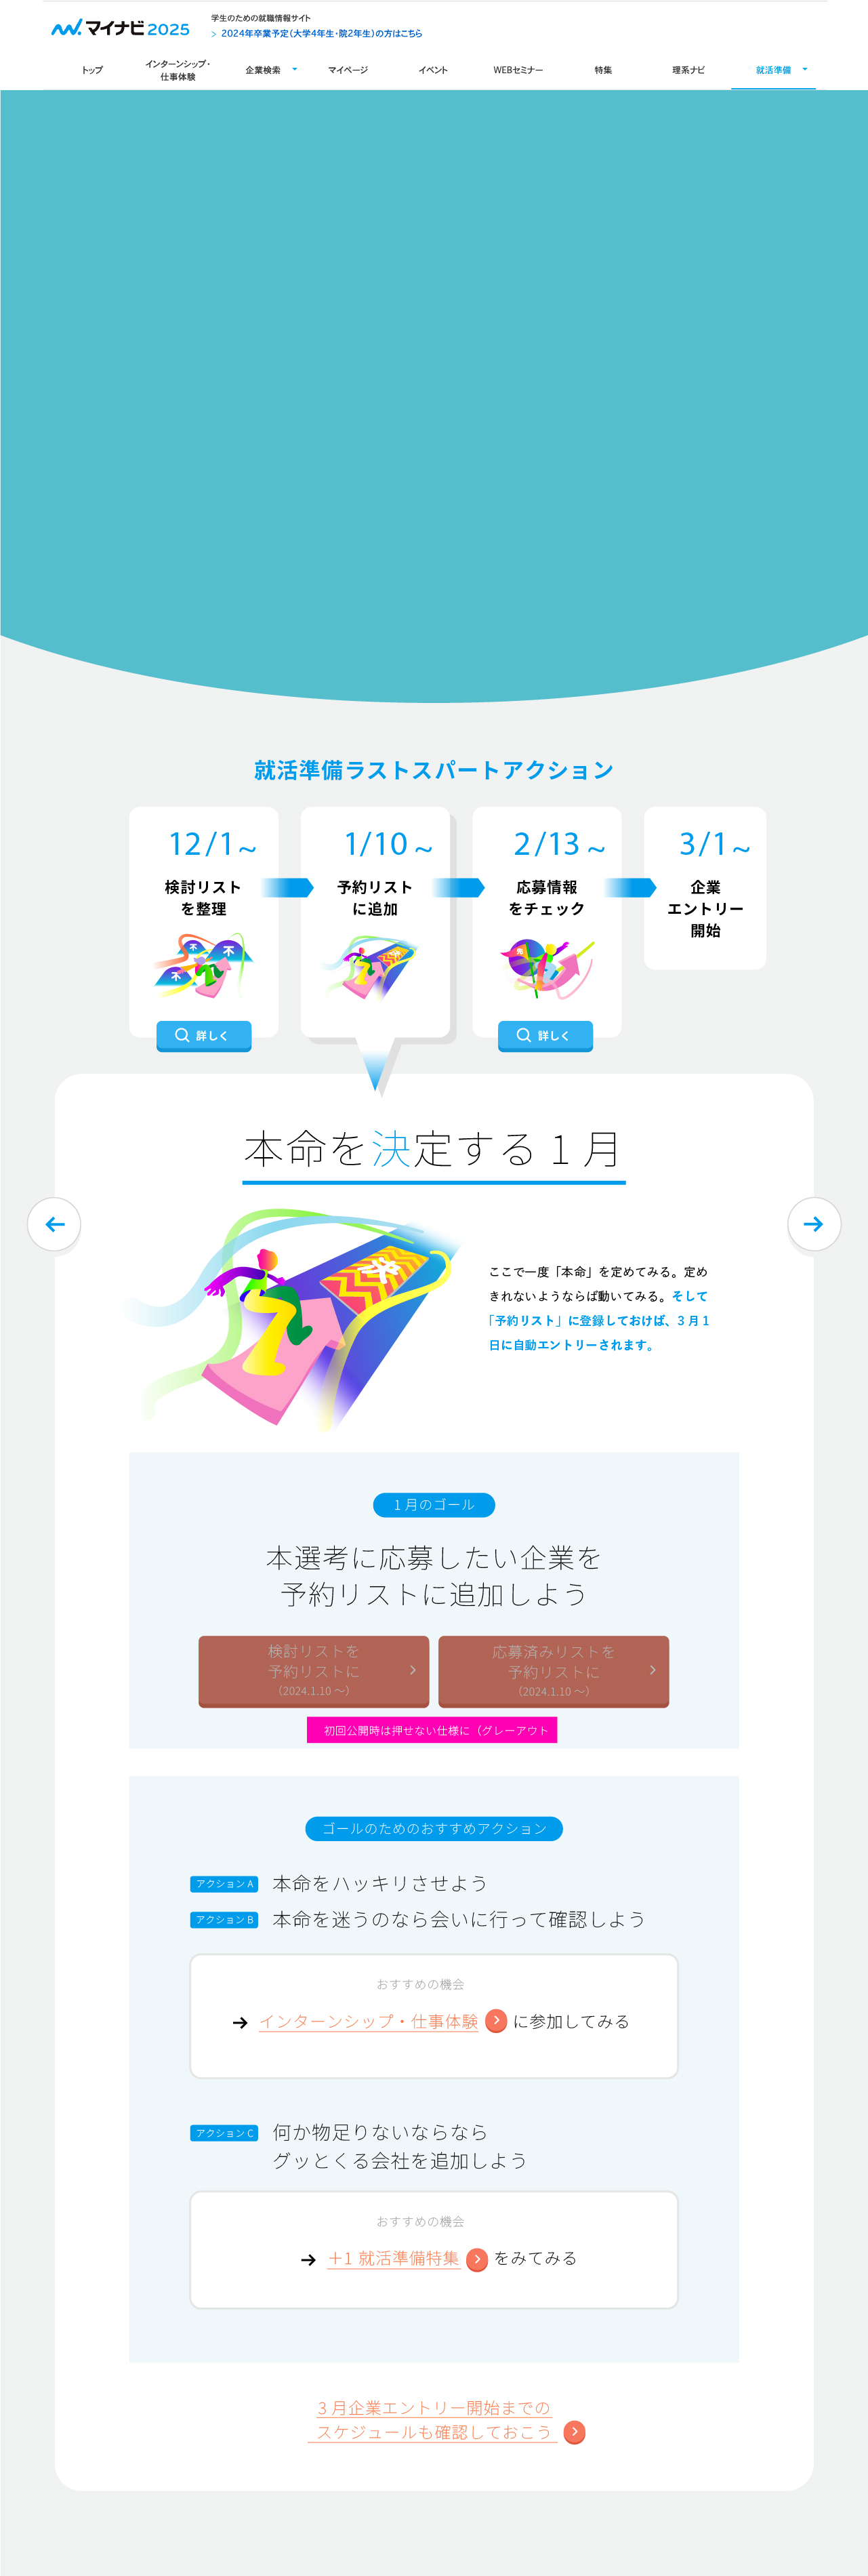 マイナビ2025
学生のための就職情報サイト
> 2024年卒業予定(大学4年生・院2年生)の方はこちら
トップ
インターンシップ・
仕事体験
企業検索
マイページ
イベント
WEBセミナー
特集
理系ナビ
就活準備
就活準備ラストスパートアクション
12/1~
検討リスト
を整理
不 不 不
詳しく
1/10~
予約リスト
に追加
2/13~
応募情報
をチェック
詳しく
3/1~
企業
エントリー
開始
本命を決定する１月
ここで一度「本命」を定めてみる。定め
きれないようならば動いてみる。そして
「予約リスト」に登録しておけば、３月１
日に自動エントリーされます。
１月のゴール
本選考に応募したい企業を
予約リストに追加しよう
検討リストを
予約リストに
（2024.1.10 〜）
応募済みリストを
予約リストに
（2024.1.10 〜）
初回公開時は押せない仕様に（グレーアウト
ゴールのためのおすすめアクション
アクション A 本命をハッキリさせよう
アクション B 本命を迷うのなら会いに行って確認しよう
おすすめの機会
→ インターンシップ・仕事体験 > に参加してみる
アクション C 何か物足りないならなら
グッとくる会社を追加しよう
おすすめの機会
→ ＋1 就活準備特集 > をみてみる
３月企業エントリー開始までの
スケジュールも確認しておこう